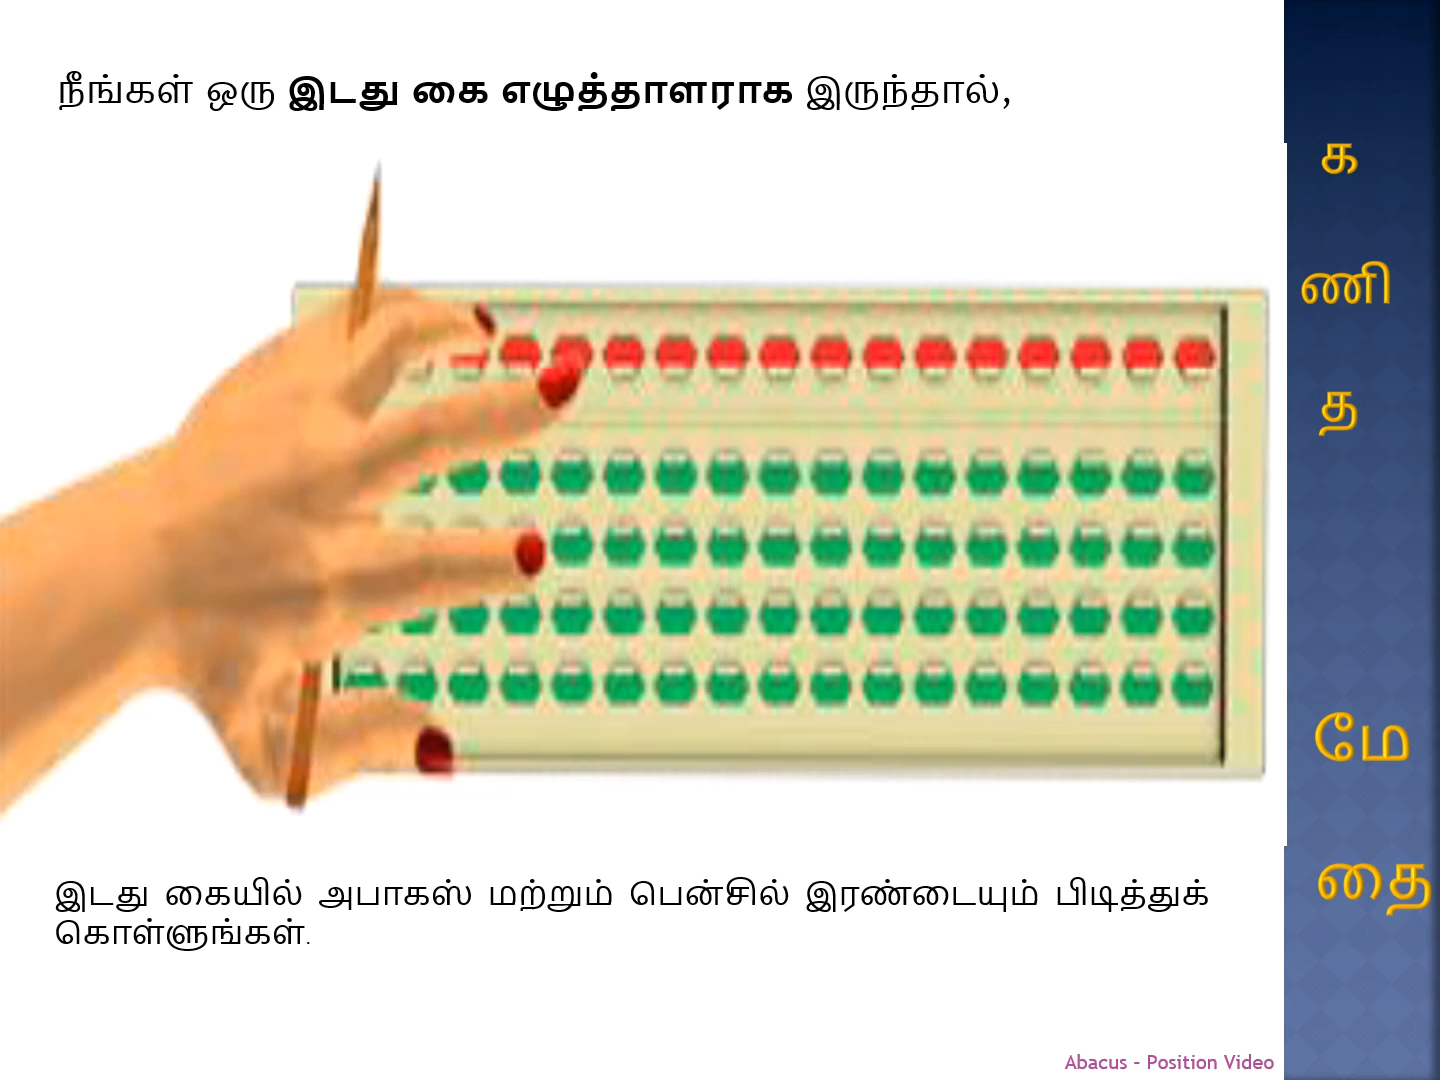 நீங்கள் ஒரு இடது கை எழுத்தாளராக இருந்தால்,
இடது கையில் அபாகஸ் மற்றும் பென்சில் இரண்டையும் பிடித்துக்
கொள்ளுங்கள்.
க
ணி
த
மே
தை
Abacus - Position Video